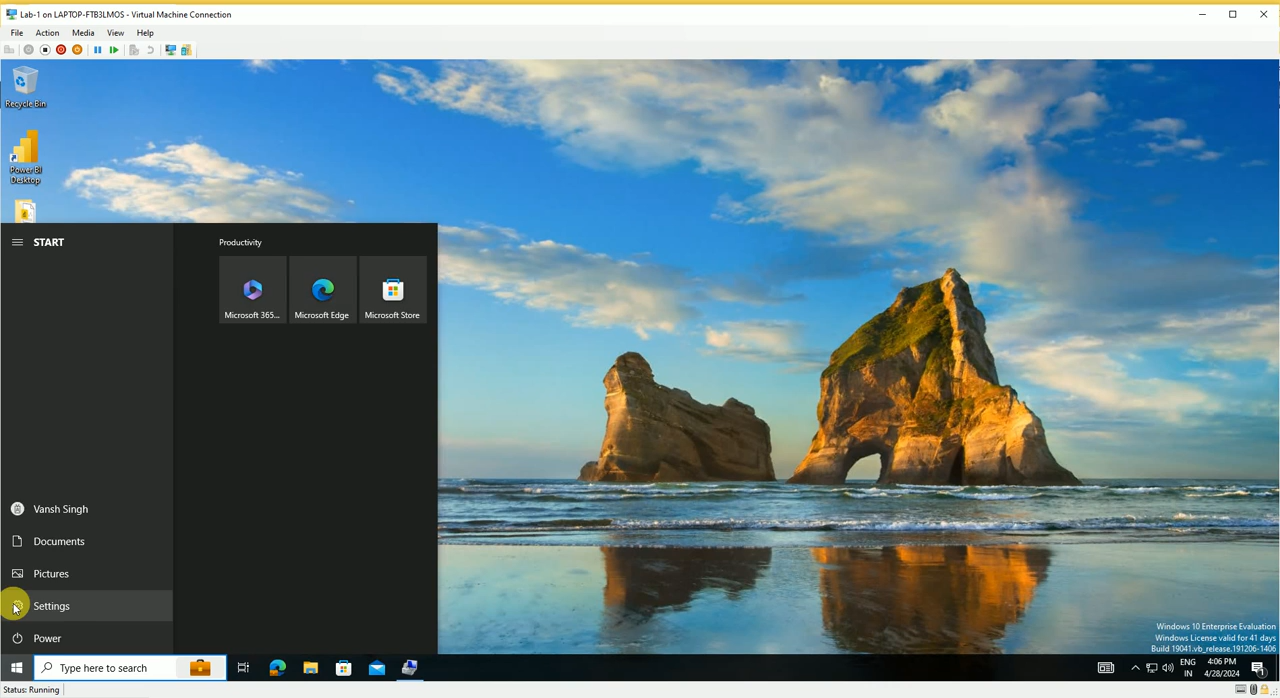 Lab-1 on LAPTOP-FTB3LMOS - Virtual Machine Connection
File Action Media View Help
Recycle Bin
Power BI
Desktop
START
Productivity
Microsoft 365... Microsoft Edge Microsoft Store
Vansh Singh
Documents
Pictures
Settings
Power
Windows 10 Enterprise Evaluation
Windows License valid for 41 days
Build 19041.vb_release.191206-1406
Type here to search
ENG
IN
4:06 PM
4/28/2024
1
Status: Running